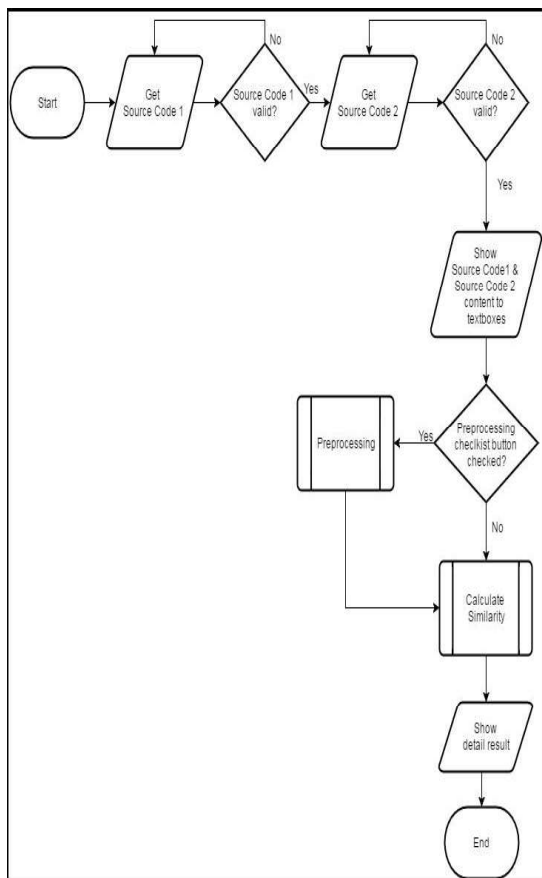 No
No
Start
Get
Source Code 1
Source Code 1
valid?
Yes
Get
Source Code 2
Source Code 2
valid?
Yes
Show
Source Code1 &
Source Code 2
content to
textboxes
Preprocessing
Yes
Preprocessing
checlkist button
checked?
No
Calculate
Similarity
Show
detail result
End